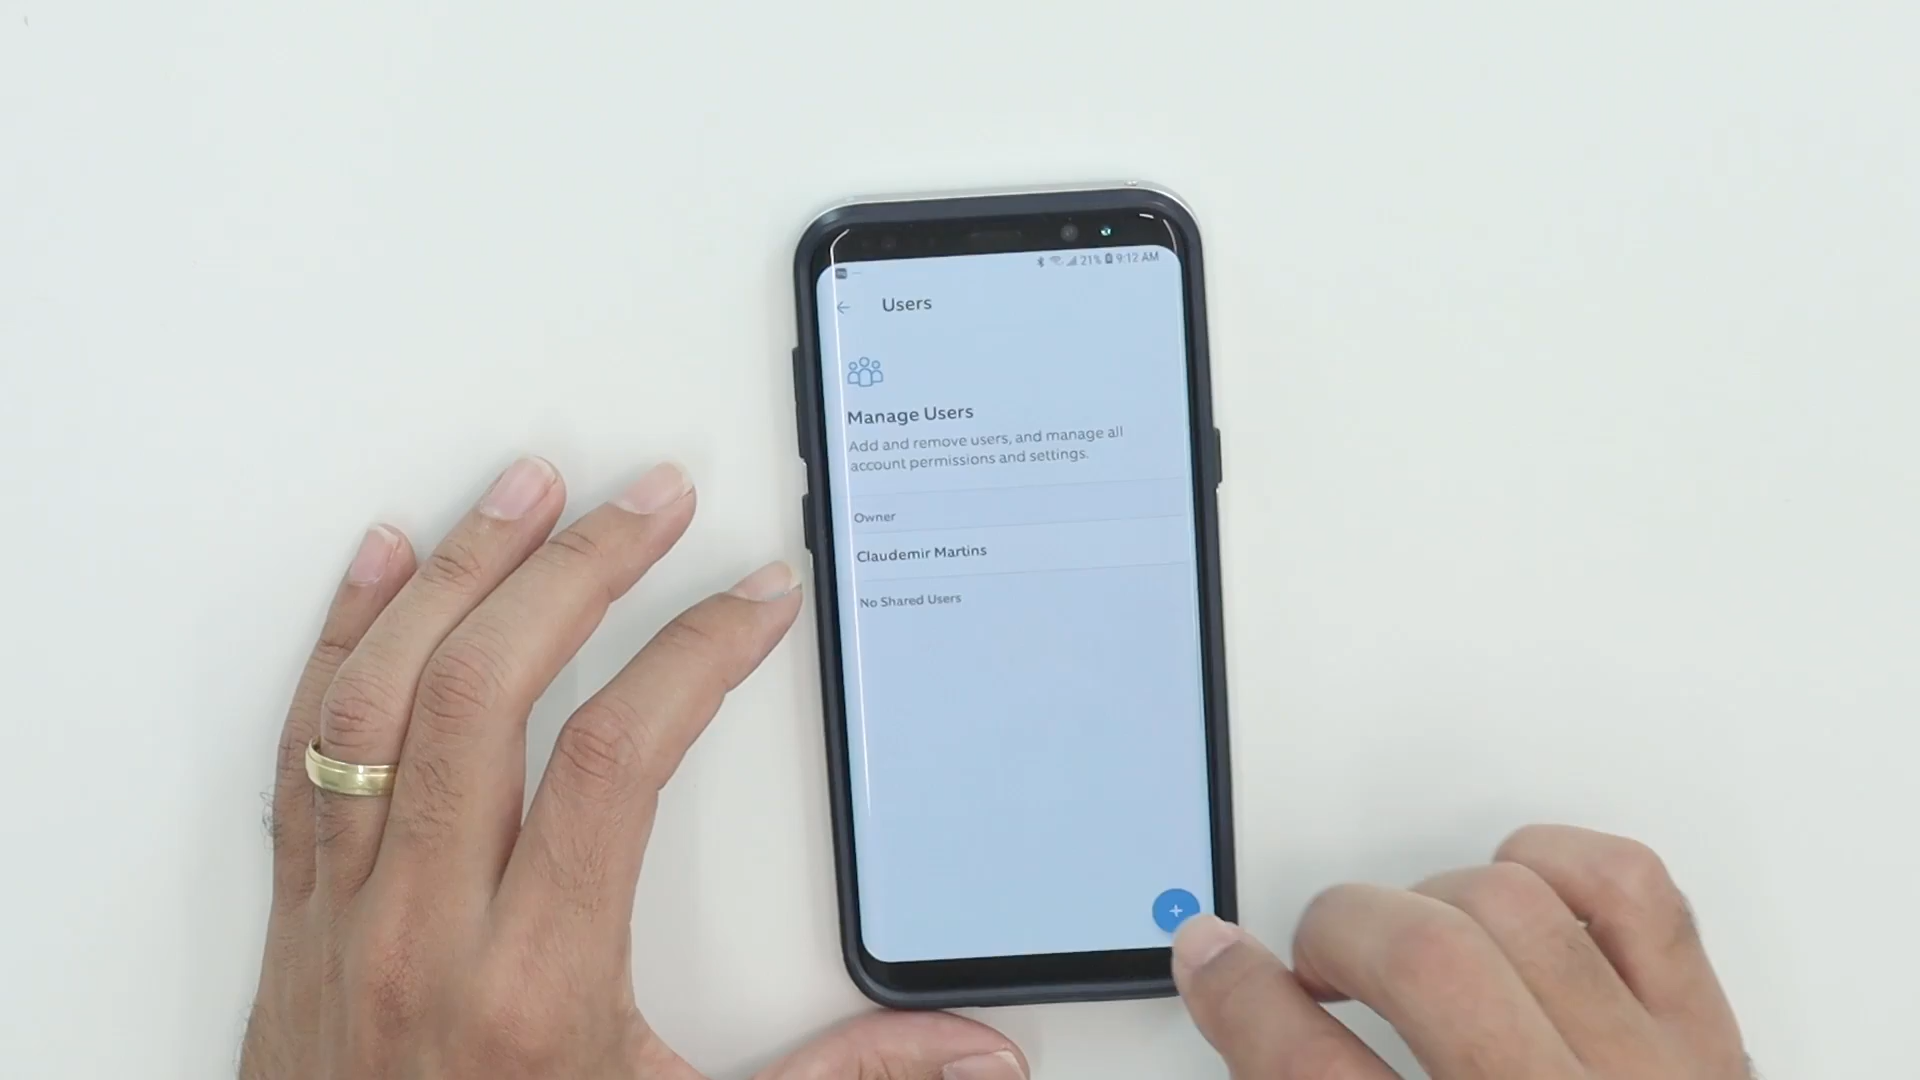 21% 9:12 AM
Users
Manage Users
Add and remove users, and manage all
account permissions and settings.
Owner
Claudemir Martins
No Shared Users
+